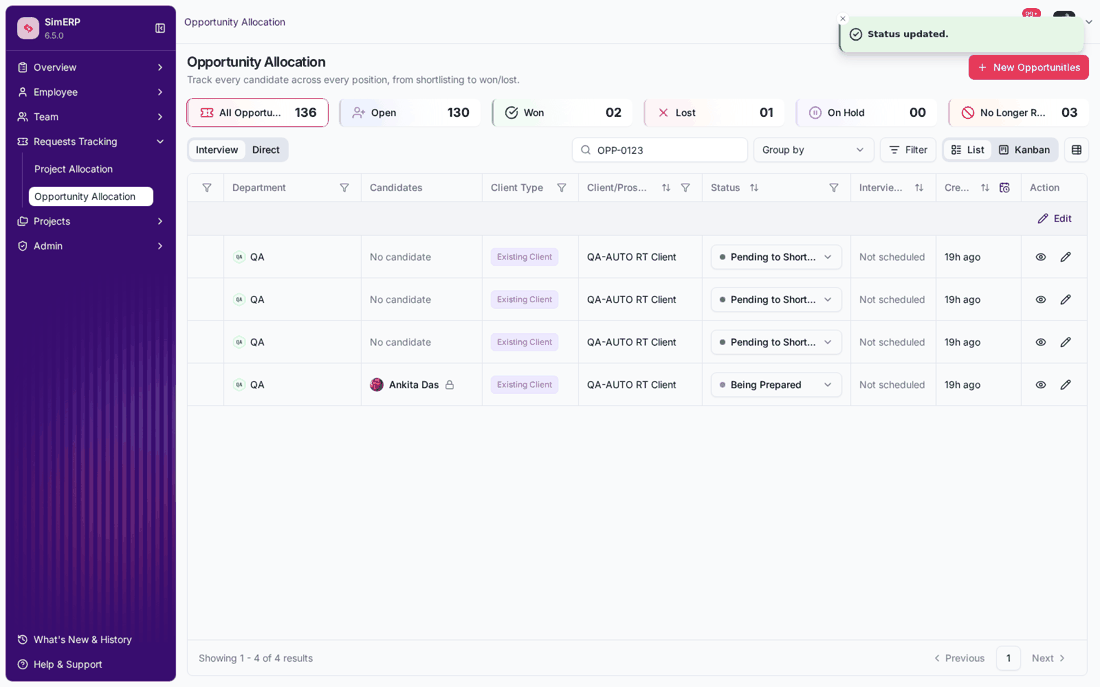 SimERP
6.5.0
Overview
Employee
Team
Requests Tracking
Project Allocation
Opportunity Allocation
Projects
Admin
What's New & History
Help & Support
Opportunity Allocation
Status updated.
Opportunity Allocation
Track every candidate across every position, from shortlisting to won/lost.
New Opportunities
All Opportu... 136
Open 130
Won 02
Lost 01
On Hold 00
No Longer R... 03
Interview Direct
OPP-0123
Group by
Filter
List Kanban
Department Candidates Client Type Client/Pros... Status Intervie... Cre... Action
Edit
QA QA No candidate Existing Client QA-AUTO RT Client Pending to Short... Not scheduled 19h ago
QA QA No candidate Existing Client QA-AUTO RT Client Pending to Short... Not scheduled 19h ago
QA QA No candidate Existing Client QA-AUTO RT Client Pending to Short... Not scheduled 19h ago
QA QA Ankita Das Existing Client QA-AUTO RT Client Being Prepared Not scheduled 19h ago
Showing 1 - 4 of 4 results
Previous 1 Next